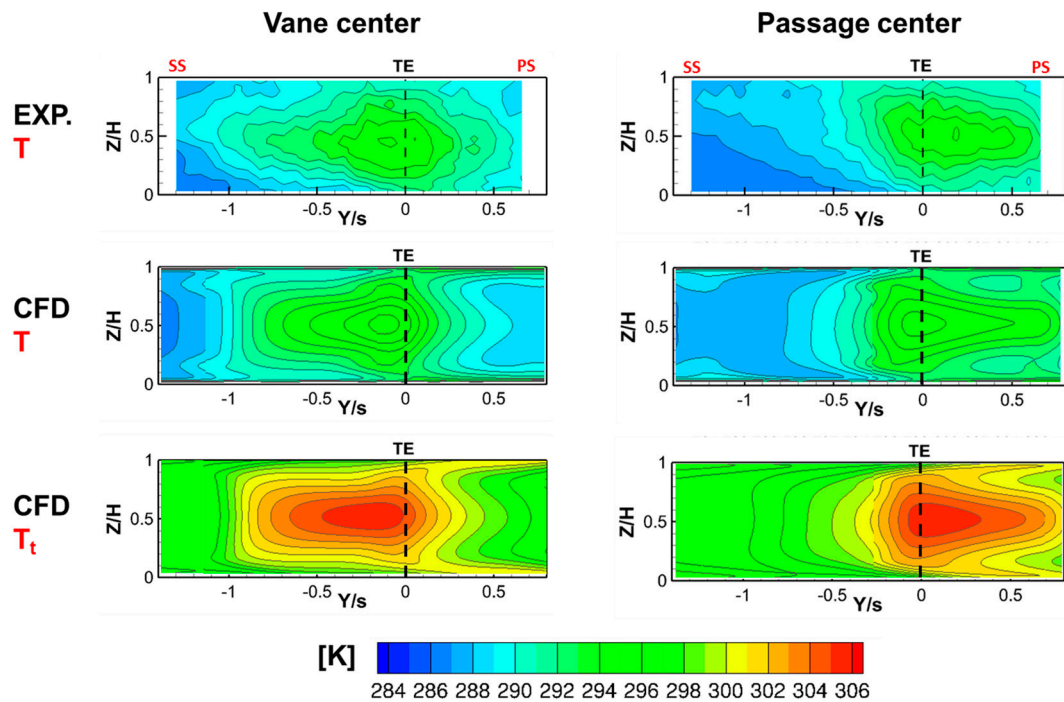 Vane center
Passage center
EXP.
T
SS
TE
PS
1
0.5
0
Z/H
-1
-0.5
0
0.5
Y/s
SS
TE
PS
1
0.5
0
Z/H
-1
-0.5
0
0.5
Y/s
CFD
T
TE
1
0.5
0
Z/H
-1
-0.5
0
0.5
Y/s
TE
1
0.5
0
Z/H
-1
-0.5
0
0.5
Y/s
CFD
Tt
TE
1
0.5
0
Z/H
-1
-0.5
0
0.5
Y/s
TE
1
0.5
0
Z/H
-1
-0.5
0
0.5
Y/s
[K]
284 286 288 290 292 294 296 298 300 302 304 306